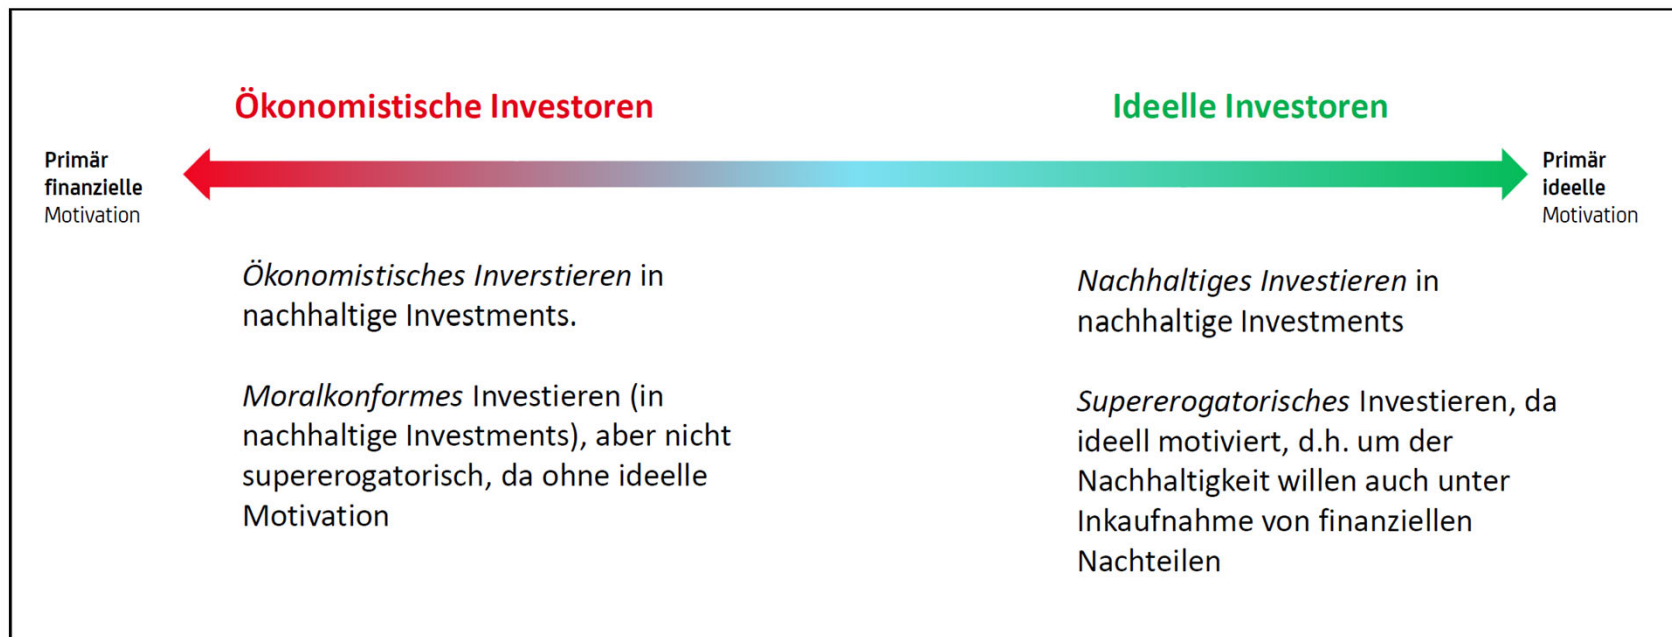 Ökonomistische Investoren
Ideelle Investoren
Primär
finanzielle
Motivation
Primär
ideelle
Motivation
Ökonomistisches Inverstieren in
nachhaltige Investments.
Moralkonformes Investieren (in
nachhaltige Investments), aber nicht
supererogatorisch, da ohne ideelle
Motivation
Nachhaltiges Investieren in
nachhaltige Investments
Supererogatorisches Investieren, da
ideell motiviert, d.h. um der
Nachhaltigkeit willen auch unter
Inkaufnahme von finanziellen
Nachteilen